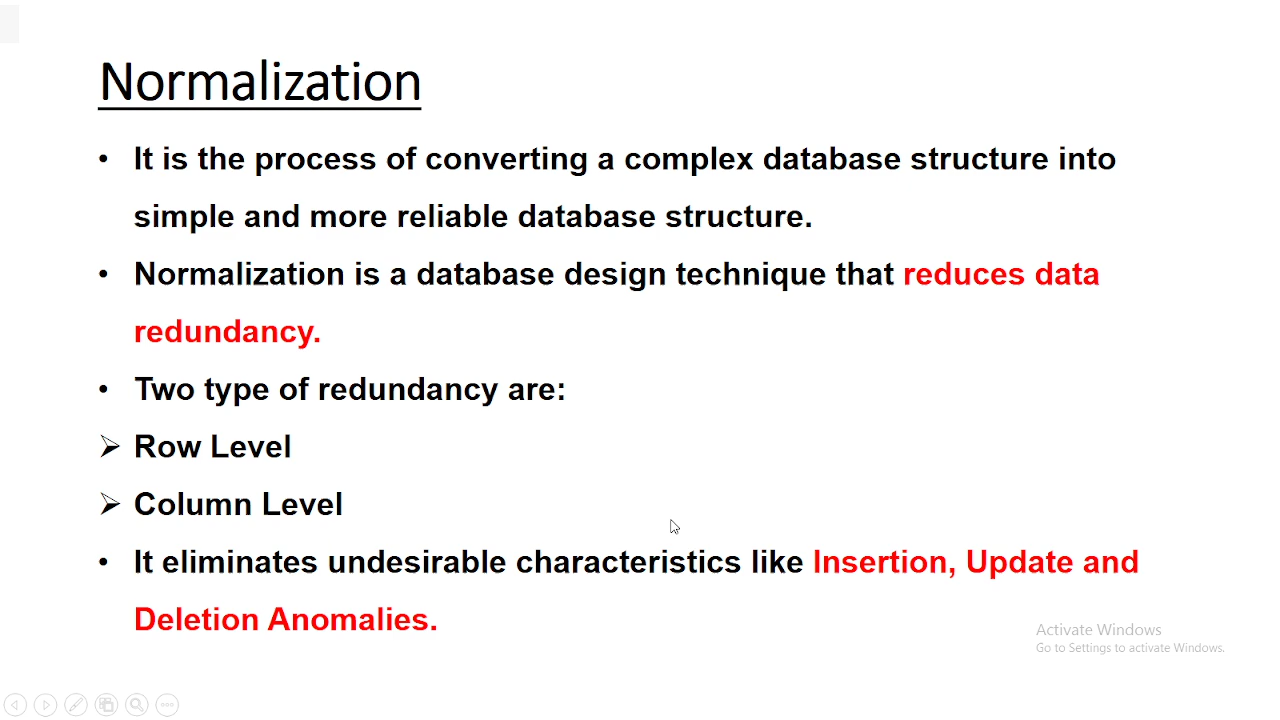 Normalization
• It is the process of converting a complex database structure into
simple and more reliable database structure.
• Normalization is a database design technique that reduces data
redundancy.
• Two type of redundancy are:
➢ Row Level
➢ Column Level
• It eliminates undesirable characteristics like Insertion, Update and
Deletion Anomalies.
Activate Windows
Go to Settings to activate Windows.